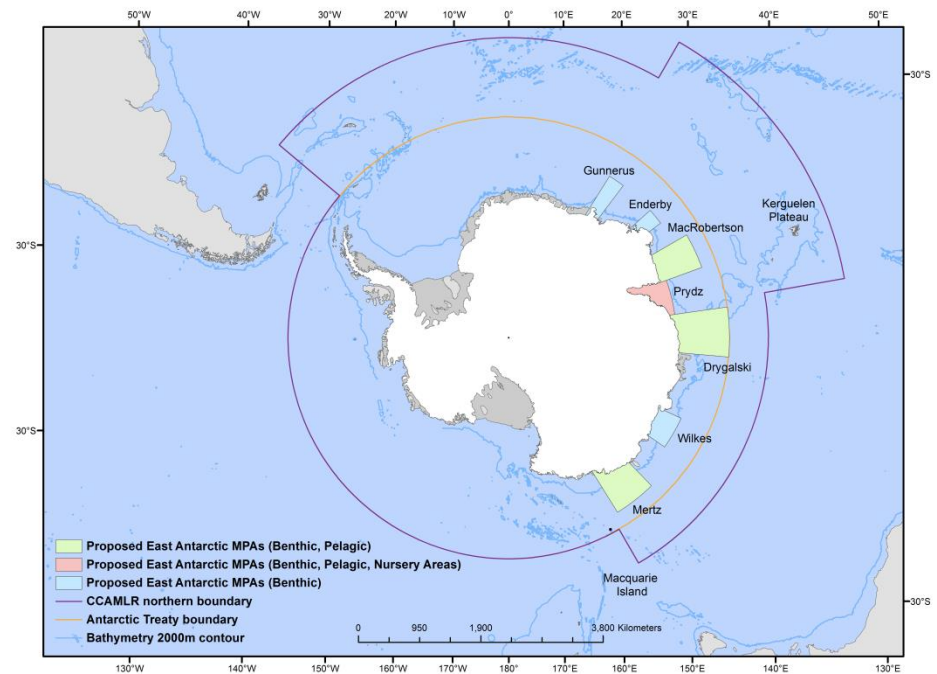 50°W 40°W 30°W 20°W 10°W 0° 10°E 20°E 30°E 40°E 50°E
30°S
Gunnerus
Enderby
Kerguelen
Plateau
MacRobertson
30°S
Prydz
Drygalski
30°S
Wilkes
Mertz
Proposed East Antarctic MPAs (Benthic, Pelagic)
Proposed East Antarctic MPAs (Benthic, Pelagic, Nursery Areas)
Proposed East Antarctic MPAs (Benthic)
Macquarie
Island
CCAMLR northern boundary
30°S
Antarctic Treaty boundary
Bathymetry 2000m contour
0 950 1,900 3,800 Kilometers
130°W 140°W 150°W 160°W 170°W 180° 170°E 160°E 150°E 140°E 130°E